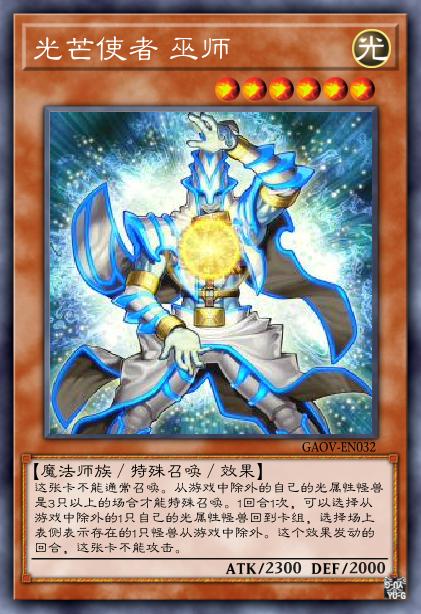 光芒使者 巫师
光
GAOV-EN032
【魔法师族／特殊召唤／效果】
这张卡不能通常召唤。从游戏中除外的自己的光属性怪兽
是3只以上的场合才能特殊召唤。1回合1次，可以选择从
游戏中除外的1只自己的光属性怪兽回到卡组，选择场上
表侧表示存在的1只怪兽从游戏中除外。这个效果发动的
回合，这张卡不能攻击。
ATK/2300 DEF/2000